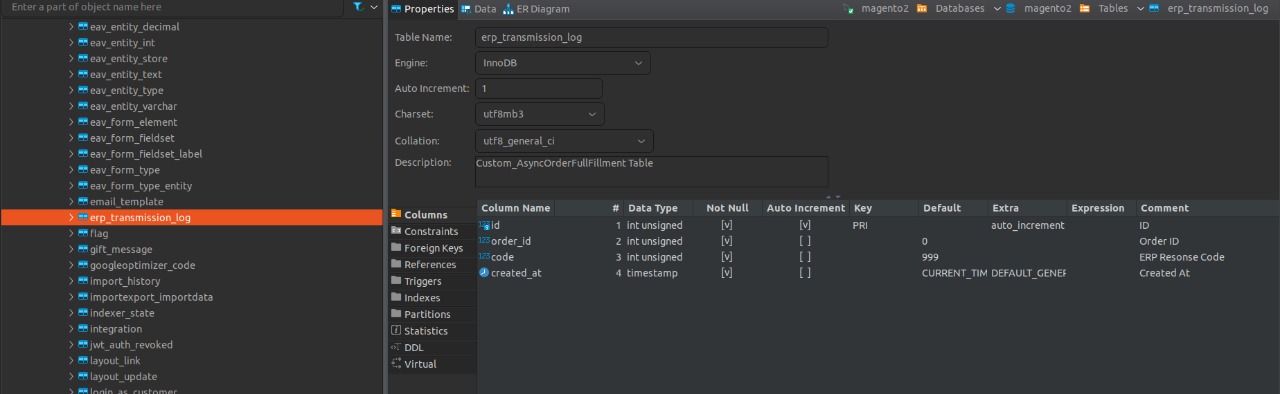 Enter a part of object name here
eav_entity_decimal
eav_entity_int
eav_entity_store
eav_entity_text
eav_entity_type
eav_entity_varchar
eav_form_element
eav_form_fieldset
eav_form_fieldset_label
eav_form_type
eav_form_type_entity
email_template
erp_transmission_log
flag
gift_message
googleoptimizer_code
import_history
importexport_importdata
indexer_state
integration
jwt_auth_revoked
layout_link
layout_update
login_as_customer
Properties Data ER Diagram magento2 Databases magento2 Tables erp_transmission_log
Table Name: erp_transmission_log
Engine: InnoDB
Auto Increment: 1
Charset: utf8mb3
Collation: utf8_general_ci
Description: Custom_AsyncOrderFullFillment Table
Columns
Constraints
Foreign Keys
References
Triggers
Indexes
Partitions
Statistics
DDL
Virtual
Column Name # Data Type Not Null Auto Increment Key Default Extra Expression Comment
id 1 int unsigned [v] [v] PRI auto_increment ID
order_id 2 int unsigned [v] [ ] 0 Order ID
code 3 int unsigned [v] [ ] 999 ERP Resonse Code
created_at 4 timestamp [v] [ ] CURRENT_TIM DEFAULT_GENER Created At